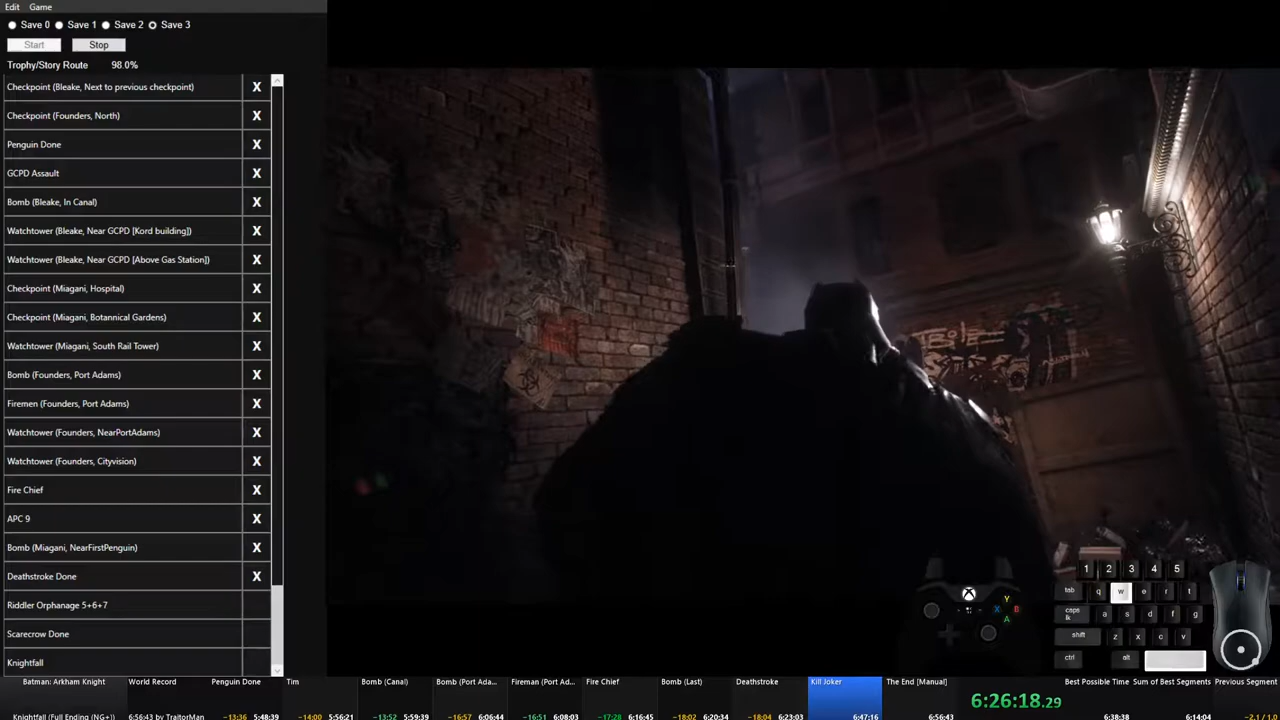 Edit Game
Save 0 Save 1 Save 2 Save 3
Start Stop
Trophy/Story Route 98.0%
Checkpoint (Bleake, Next to previous checkpoint) X
Checkpoint (Founders, North) X
Penguin Done X
GCPD Assault X
Bomb (Bleake, In Canal) X
Watchtower (Bleake, Near GCPD [Kord building]) X
Watchtower (Bleake, Near GCPD [Above Gas Station]) X
Checkpoint (Miagani, Hospital) X
Checkpoint (Miagani, Botannical Gardens) X
Watchtower (Miagani, South Rail Tower) X
Bomb (Founders, Port Adams) X
Firemen (Founders, Port Adams) X
Watchtower (Founders, NearPortAdams) X
Watchtower (Founders, Cityvision) X
Fire Chief X
APC 9 X
Bomb (Miagani, NearFirstPenguin) X
Deathstroke Done X
Riddler Orphanage 5+6+7
Scarecrow Done
Knightfall
Y
X B
A
1 2 3 4 5
tab q w e r t
caps lk a s d f g
shift z x c v
ctrl alt
Batman: Arkham Knight World Record Penguin Done Tim Bomb (Canal) Bomb (Port Ada... Fireman (Port Ad... Fire Chief Bomb (Last) Deathstroke Kill Joker The End [Manual] 6:26:18.29 Best Possible Time Sum of Best Segments Previous Segment
Knightfall (Full Ending (NG+)) 6:56:43 by TraitorMan -13:36 5:48:39 -14:00 5:56:21 -13:52 5:59:39 -16:57 6:06:44 -16:51 6:08:03 -17:28 6:16:45 -18:02 6:20:34 -18:04 6:23:03 6:47:16 6:56:43 6:38:38 6:14:04 -2.1 / 1.0